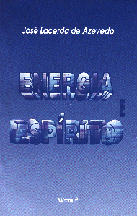 José Lacerda de Azevedo
ENERGIA
E
ESPÍRITO